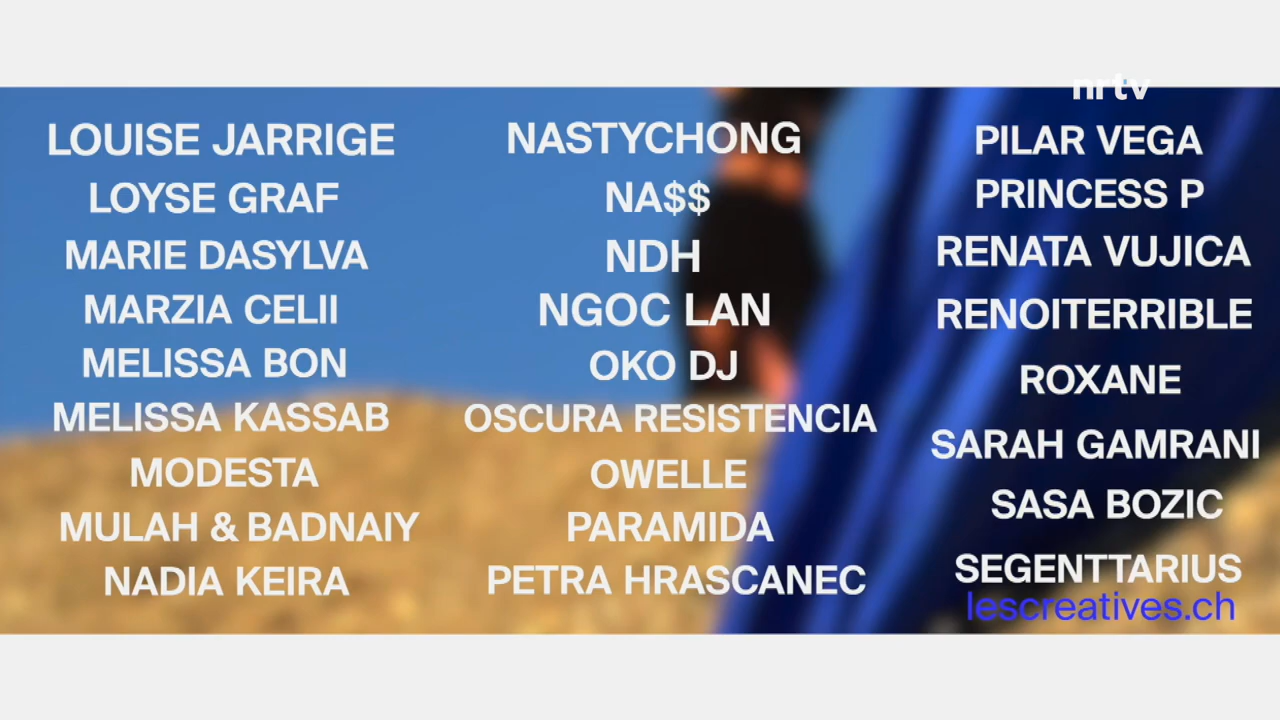 nrtv
LOUISE JARRIGE
LOYSE GRAF
MARIE DASYLVA
MARZIA CELII
MELISSA BON
MELISSA KASSAB
MODESTA
MULAH & BADNAIY
NADIA KEIRA
NASTYCHONG
NA$$
NDH
NGOC LAN
OKO DJ
OSCURA RESISTENCIA
OWELLE
PARAMIDA
PETRA HRASCANEC
PILAR VEGA
PRINCESS P
RENATA VUJICA
RENOITERRIBLE
ROXANE
SARAH GAMRANI
SASA BOZIC
SEGENTTARIUS
lescreatives.ch